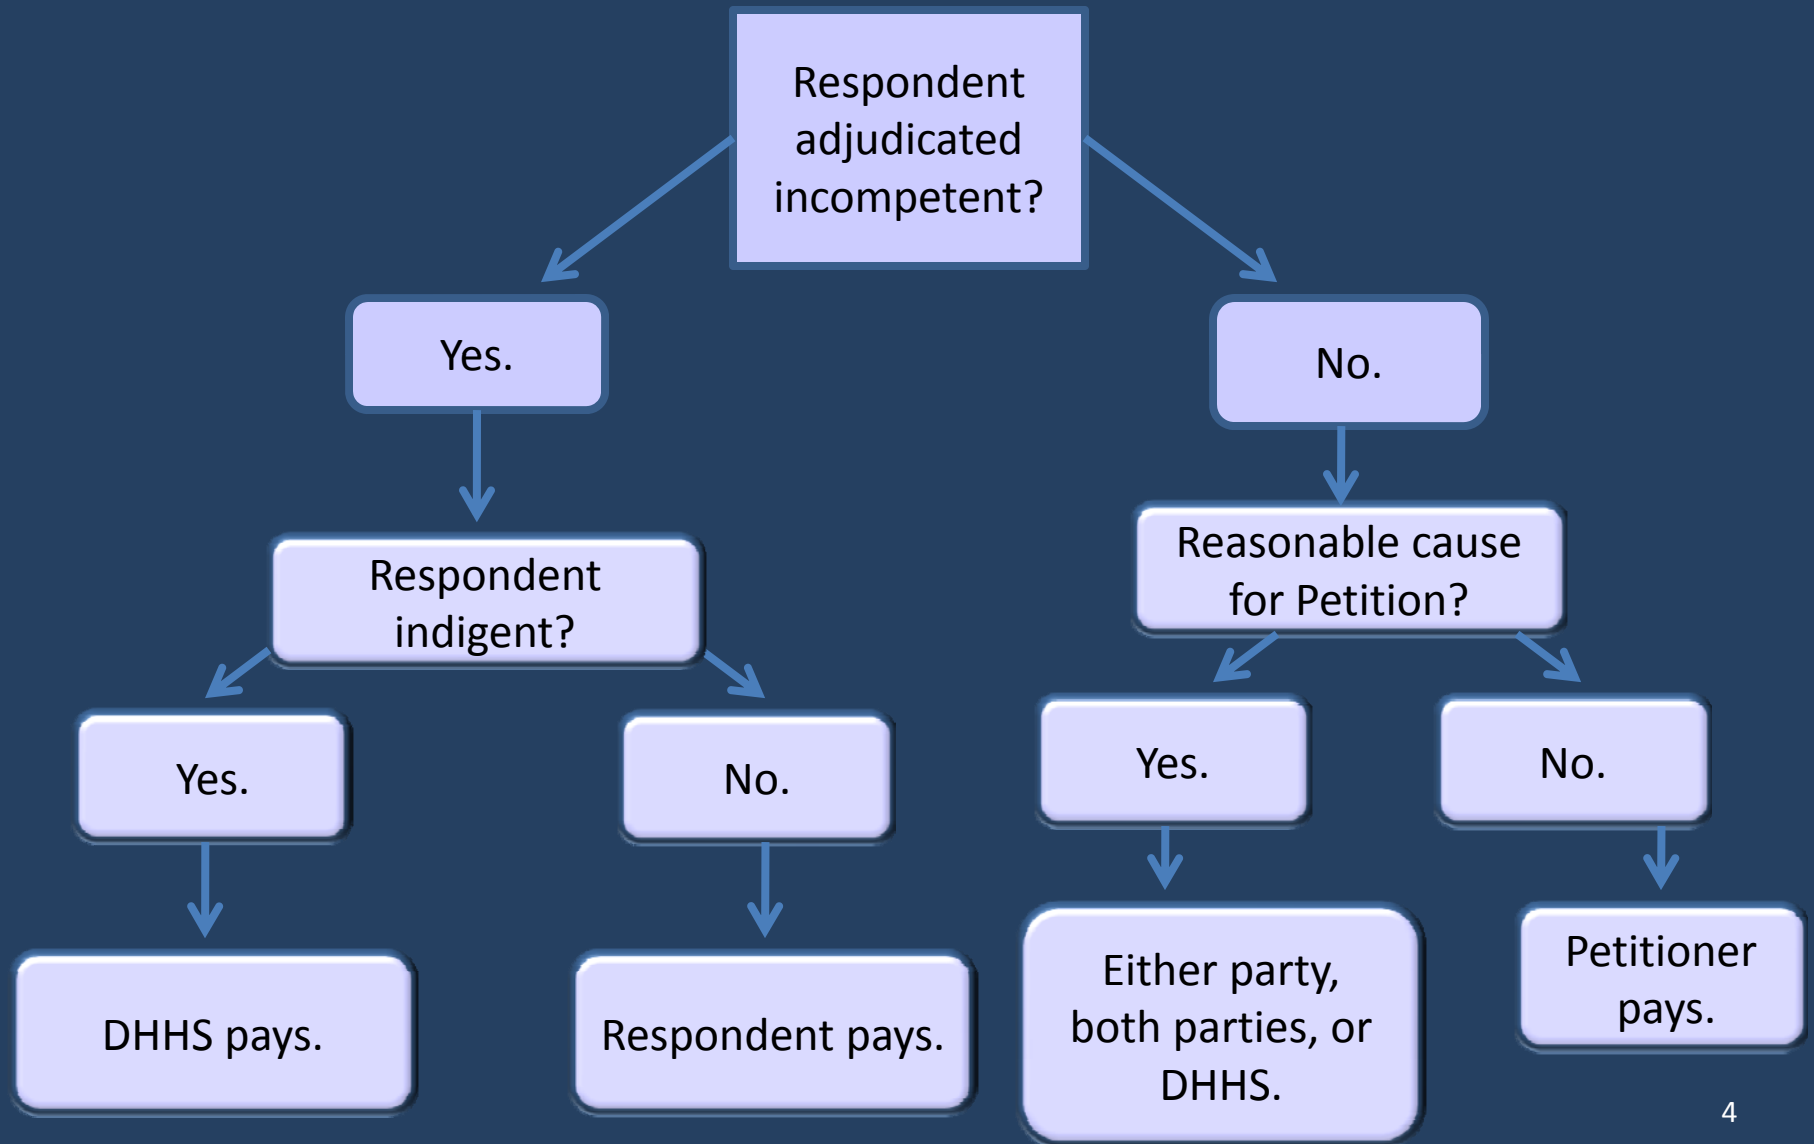 Respondent
adjudicated
incompetent?
Yes.
No.
Respondent
indigent?
Reasonable cause
for Petition?
Yes.
No.
Yes.
No.
DHHS pays.
Respondent pays.
Either party,
both parties, or
DHHS.
Petitioner
pays.
4